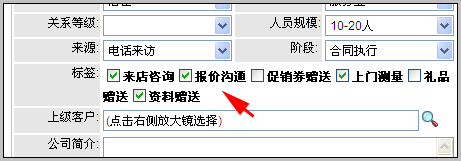 关系等级: 人员规模: 10-20人
来源: 电话来访 阶段: 合同执行
标签: 来店咨询 报价沟通 促销券赠送 上门测量 礼品
赠送 资料赠送
上级客户: (点击右侧放大镜选择)
公司简介: